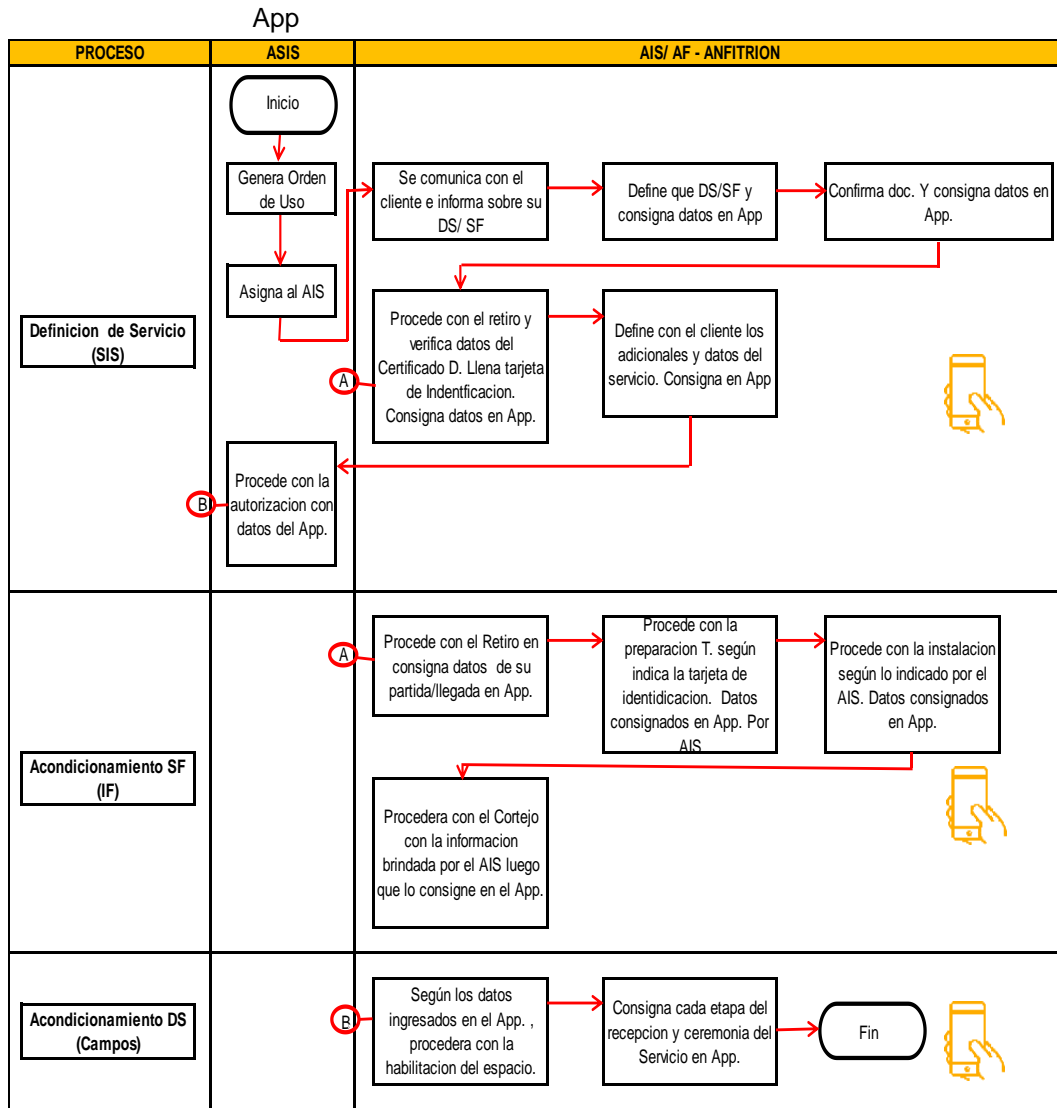 App
PROCESO
ASIS
AIS/ AF - ANFITRION
Inicio
Genera Orden
de Uso
Asigna al AIS
Se comunica con el
cliente e informa sobre su
DS/ SF
Define que DS/SF y
consigna datos en App
Confirma doc. Y consigna datos en
App.
Definicion de Servicio
(SIS)
A
Procede con el retiro y
verifica datos del
Certificado D. Llena tarjeta
de Indentficacion.
Consigna datos en App.
Define con el cliente los
adicionales y datos del
servicio. Consigna en App
B
Procede con la
autorizacion con
datos del App.
Acondicionamiento SF
(IF)
A
Procede con el Retiro en
consigna datos de su
partida/llegada en App.
Procede con la
preparacion T. según
indica la tarjeta de
identidicacion. Datos
consignados en App. Por
AIS
Procede con la instalacion
según lo indicado por el
AIS. Datos consignados
en App.
Procedera con el Cortejo
con la informacion
brindada por el AIS luego
que lo consigne en el App.
Acondicionamiento DS
(Campos)
B
Según los datos
ingresados en el App. ,
procedera con la
habilitacion del espacio.
Consigna cada etapa del
recepcion y ceremonia del
Servicio en App.
Fin